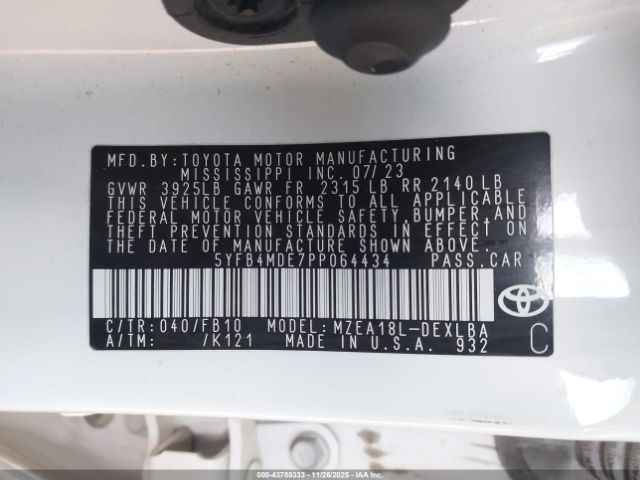 MFD.BY:TOYOTA MOTOR MANUFACTURING
MISSISSIPPI INC. 07/23
GVWR 3925LB GAWR FR 2315 LB RR 2140 LB
THIS VEHICLE CONFORMS TO ALL APPLICABLE
FEDERAL MOTOR VEHICLE SAFETY, BUMPER, AND
THEFT PREVENTION STANDARDS IN EFFECT ON
THE DATE OF MANUFACTURE SHOWN ABOVE.
5YFB4MDE7PP064434 PASS.CAR
C/TR: 040/FB10 MODEL: MZEA18L-DEXLBA
A/TM: /K121 MADE IN U.S.A. 932
C
000-43788333 - 11/26/2025 - IAAI.CA